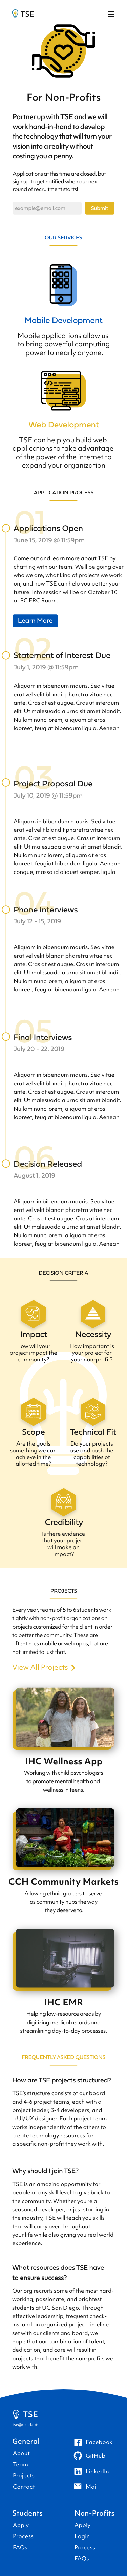 TSE
For Non-Profits
Partner up with TSE and we will
work hand-in-hand to develop
the technology that will turn your
vision into a reality without
costing you a penny.
Applications at this time are closed, but
sign up to get notified when our next
round of recruitment starts!
example@email.com
Submit
OUR SERVICES
Mobile Development
Mobile applications allow us
to bring powerful computing
power to nearly anyone.
Web Development
TSE can help you build web
applications to take advantage
of the power of the internet to
expand your organization
APPLICATION PROCESS
01
Applications Open
June 15, 2019 @ 11:59pm
Come out and learn more about TSE by
chatting with our team! We'll be going over
who we are, what kind of projects we work
on, and how TSE can help you better your
future. Info session will be on October 10
at PC ERC Room.
Learn More
02
Statement of Interest Due
July 1, 2019 @ 11:59pm
Aliquam in bibendum mauris. Sed vitae
erat vel velit blandit pharetra vitae nec
ante. Cras at est augue. Cras ut interdum
elit. Ut malesuada a urna sit amet blandit.
Nullam nunc lorem, aliquam ut eros
laoreet, feugiat bibendum ligula. Aenean
03
Project Proposal Due
July 10, 2019 @ 11:59pm
Aliquam in bibendum mauris. Sed vitae
erat vel velit blandit pharetra vitae nec
ante. Cras at est augue. Cras ut interdum
elit. Ut malesuada a urna sit amet blandit.
Nullam nunc lorem, aliquam at eros
laoreet, feugiat bibendum ligula. Aenean
congue, massa id aliquet semper, ligula
04
Phone Interviews
July 12 - 15, 2019
Aliquam in bibendum mauris. Sed vitae
erat vel velit blandit pharetra vitae nec
ante. Cras at est augue. Cras ut interdum
elit. Ut malesuada a urna sit amet blandit.
Nullam nunc lorem, aliquam at eros
laoreet, feugiat bibendum ligula. Aenean
05
Final Interviews
July 20 - 22, 2019
Aliquam in bibendum mauris. Sed vitae
erat vel velit blandit pharetra vitae nec
ante. Cras at est augue. Cras ut interdum
elit. Ut malesuada a urna sit amet blandit.
Nullam nunc lorem, aliquam at eros
laoreet, feugiat bibendum ligula. Aenean
06
Decision Released
August 1, 2019
Aliquam in bibendum mauris. Sed vitae
erat vel velit blandit pharetra vitae nec
ante. Cras at est augue. Cras ut interdum
elit. Ut malesuada a urna sit amet blandit.
Nullam nunc lorem, aliquam at eros
laoreet, feugiat bibendum ligula. Aenean
DECISION CRITERIA
Impact
How will your
project impact the
community?
Necessity
How important is
your project for
your non-profit?
Scope
Are the goals
something we can
achieve in the
allotted time?
Technical Fit
Do your projects
use and push the
capabilities of
technology?
Credibility
Is there evidence
that your project
will make an
impact?
PROJECTS
Every year, teams of 5 to 6 students work
tightly with non-profit organizations on
projects customized for the client in order
to better the community. These are
oftentimes mobile or web apps, but are
not limited to just that.
View All Projects
IHC Wellness App
Working with child psychologists
to promote mental health and
wellness in teens.
CCH Community Markets
Allowing ethnic grocers to serve
as community hubs the way
they deserve to.
IHC EMR
Helping low-resource areas by
digitizing medical records and
streamlining day-to-day processes.
FREQUENTLY ASKED QUESTIONS
How are TSE projects structured?
TSE's structure consists of our board
and 4-6 project teams, each with a
project leader, 3-4 developers, and
a UI/UX designer. Each project team
works with other organizations to
create technology services for
a specific non-profit they work with.
Why should I join TSE?
TSE is an amazing opportunity for
people at any skill level to give back to
the community. Whether you're a
seasoned developer, or just starting in
the industry, TSE will teach you skills
that will carry over throughout
your life while also giving you real world
experience.
What resources does TSE have
to ensure success?
Our org recruits some of the most hard-
working, passionate, and brightest
students at UC San Diego. Through
effective leadership, frequent check-
ins, and an organized road map for our
projects, we get things done. We
believe that our combination of talent,
dedication, and care will result in
projects that benefit the non-profits we
work with.
TSE
tse@ucsd.edu
General
About
Team
Projects
Contact
Facebook
GitHub
LinkedIn
Mail
Students
Apply
Process
FAQs
Non-Profits
Apply
Login
Process
FAQs